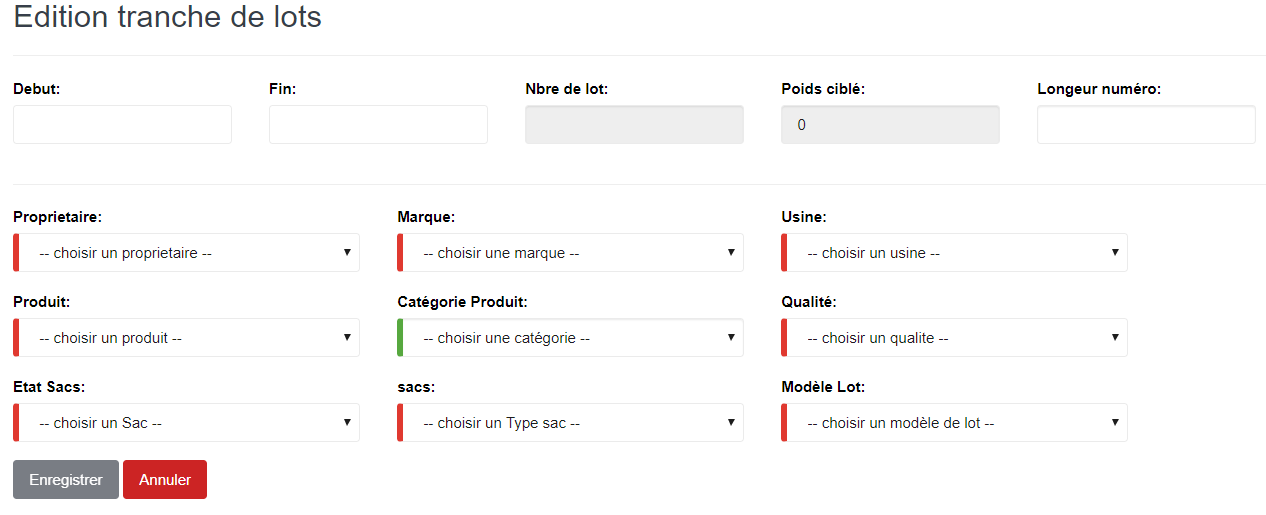 Edition tranche de lots
Debut: Fin: Nbre de lot: Poids ciblé: Longeur numéro:
0
Proprietaire: Marque: Usine:
-- choisir un proprietaire -- -- choisir une marque -- -- choisir un usine --
Produit: Catégorie Produit: Qualité:
-- choisir un produit -- -- choisir une catégorie -- -- choisir un qualite --
Etat Sacs: sacs: Modèle Lot:
-- choisir un Sac -- -- choisir un Type sac -- -- choisir un modèle de lot --
Enregistrer Annuler